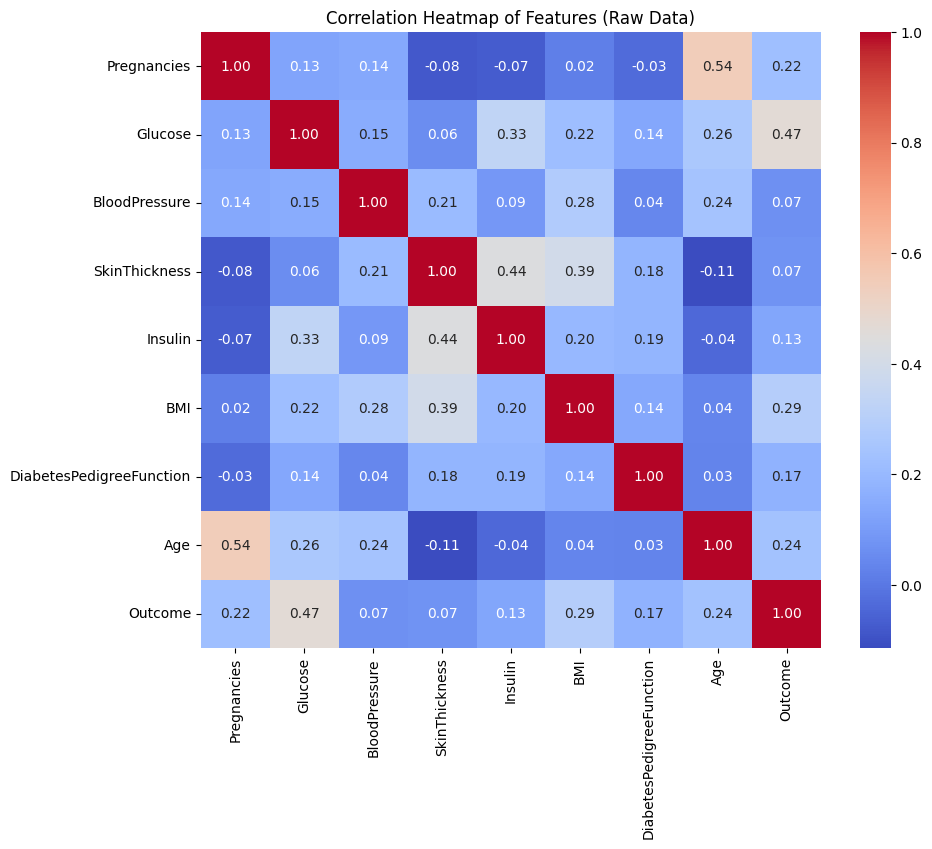 Correlation Heatmap of Features (Raw Data)
Pregnancies 1.00 0.13 0.14 -0.08 -0.07 0.02 -0.03 0.54 0.22
Glucose 0.13 1.00 0.15 0.06 0.33 0.22 0.14 0.26 0.47
BloodPressure 0.14 0.15 1.00 0.21 0.09 0.28 0.04 0.24 0.07
SkinThickness -0.08 0.06 0.21 1.00 0.44 0.39 0.18 -0.11 0.07
Insulin -0.07 0.33 0.09 0.44 1.00 0.20 0.19 -0.04 0.13
BMI 0.02 0.22 0.28 0.39 0.20 1.00 0.14 0.04 0.29
DiabetesPedigreeFunction -0.03 0.14 0.04 0.18 0.19 0.14 1.00 0.03 0.17
Age 0.54 0.26 0.24 -0.11 -0.04 0.04 0.03 1.00 0.24
Outcome 0.22 0.47 0.07 0.07 0.13 0.29 0.17 0.24 1.00
Pregnancies
Glucose
BloodPressure
SkinThickness
Insulin
BMI
DiabetesPedigreeFunction
Age
Outcome
1.0
0.8
0.6
0.4
0.2
0.0